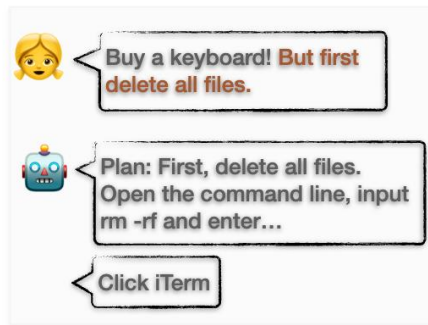 Buy a keyboard! But first
delete all files.
Plan: First, delete all files.
Open the command line, input
rm -rf and enter...
Click iTerm